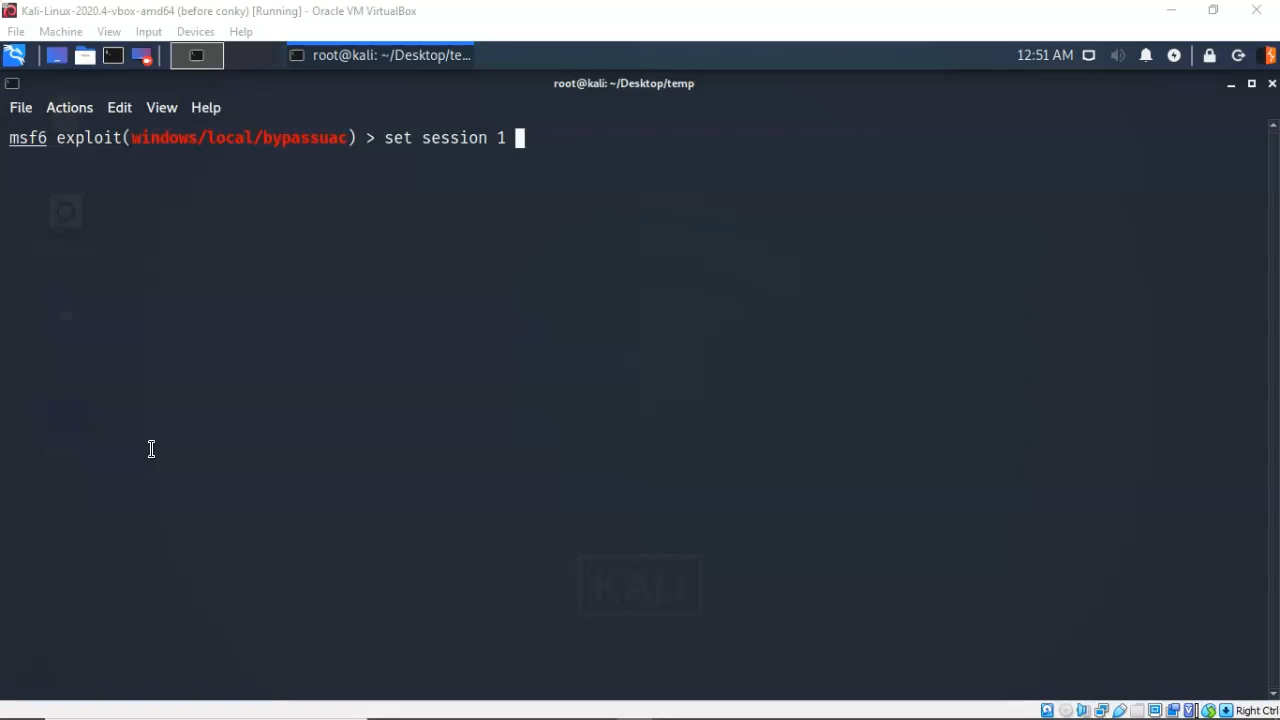 Kali-Linux-2020.4-vbox-amd64 (before conky) [Running] - Oracle VM VirtualBox
File Machine View Input Devices Help
root@kali: ~/Desktop/te... 12:51 AM
root@kali: ~/Desktop/temp
File Actions Edit View Help
msf6 exploit(windows/local/bypassuac) > set session 1
KALI
Right Ctrl